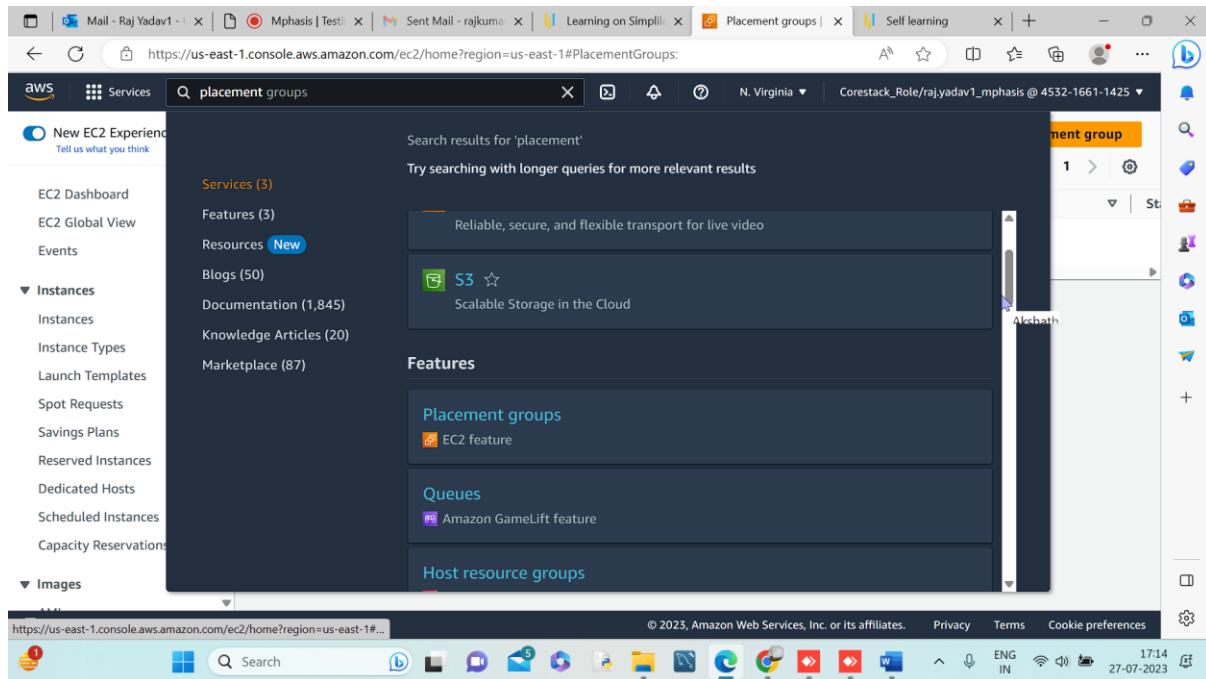 Mail - Raj Yadav1 -
Mphasis | Testi
Sent Mail - rajkuma
Learning on Simplile
Placement groups |
Self learning
https://us-east-1.console.aws.amazon.com/ec2/home?region=us-east-1#PlacementGroups:
aws
Services
placement groups
N. Virginia
Corestack_Role/raj.yadav1_mphasis @ 4532-1661-1425
New EC2 Experienc
Tell us what you think
EC2 Dashboard
EC2 Global View
Events
Instances
Instances
Instance Types
Launch Templates
Spot Requests
Savings Plans
Reserved Instances
Dedicated Hosts
Scheduled Instances
Capacity Reservations
Images
Services (3)
Features (3)
Resources New
Blogs (50)
Documentation (1,845)
Knowledge Articles (20)
Marketplace (87)
Search results for 'placement'
Try searching with longer queries for more relevant results
Reliable, secure, and flexible transport for live video
S3
Scalable Storage in the Cloud
Features
Placement groups
EC2 feature
Queues
Amazon GameLift feature
Host resource groups
ment group
1
St
Akshath
https://us-east-1.console.aws.amazon.com/ec2/home?region=us-east-1#...
© 2023, Amazon Web Services, Inc. or its affiliates.
Privacy
Terms
Cookie preferences
1
Search
5
ENG
IN
17:14
27-07-2023